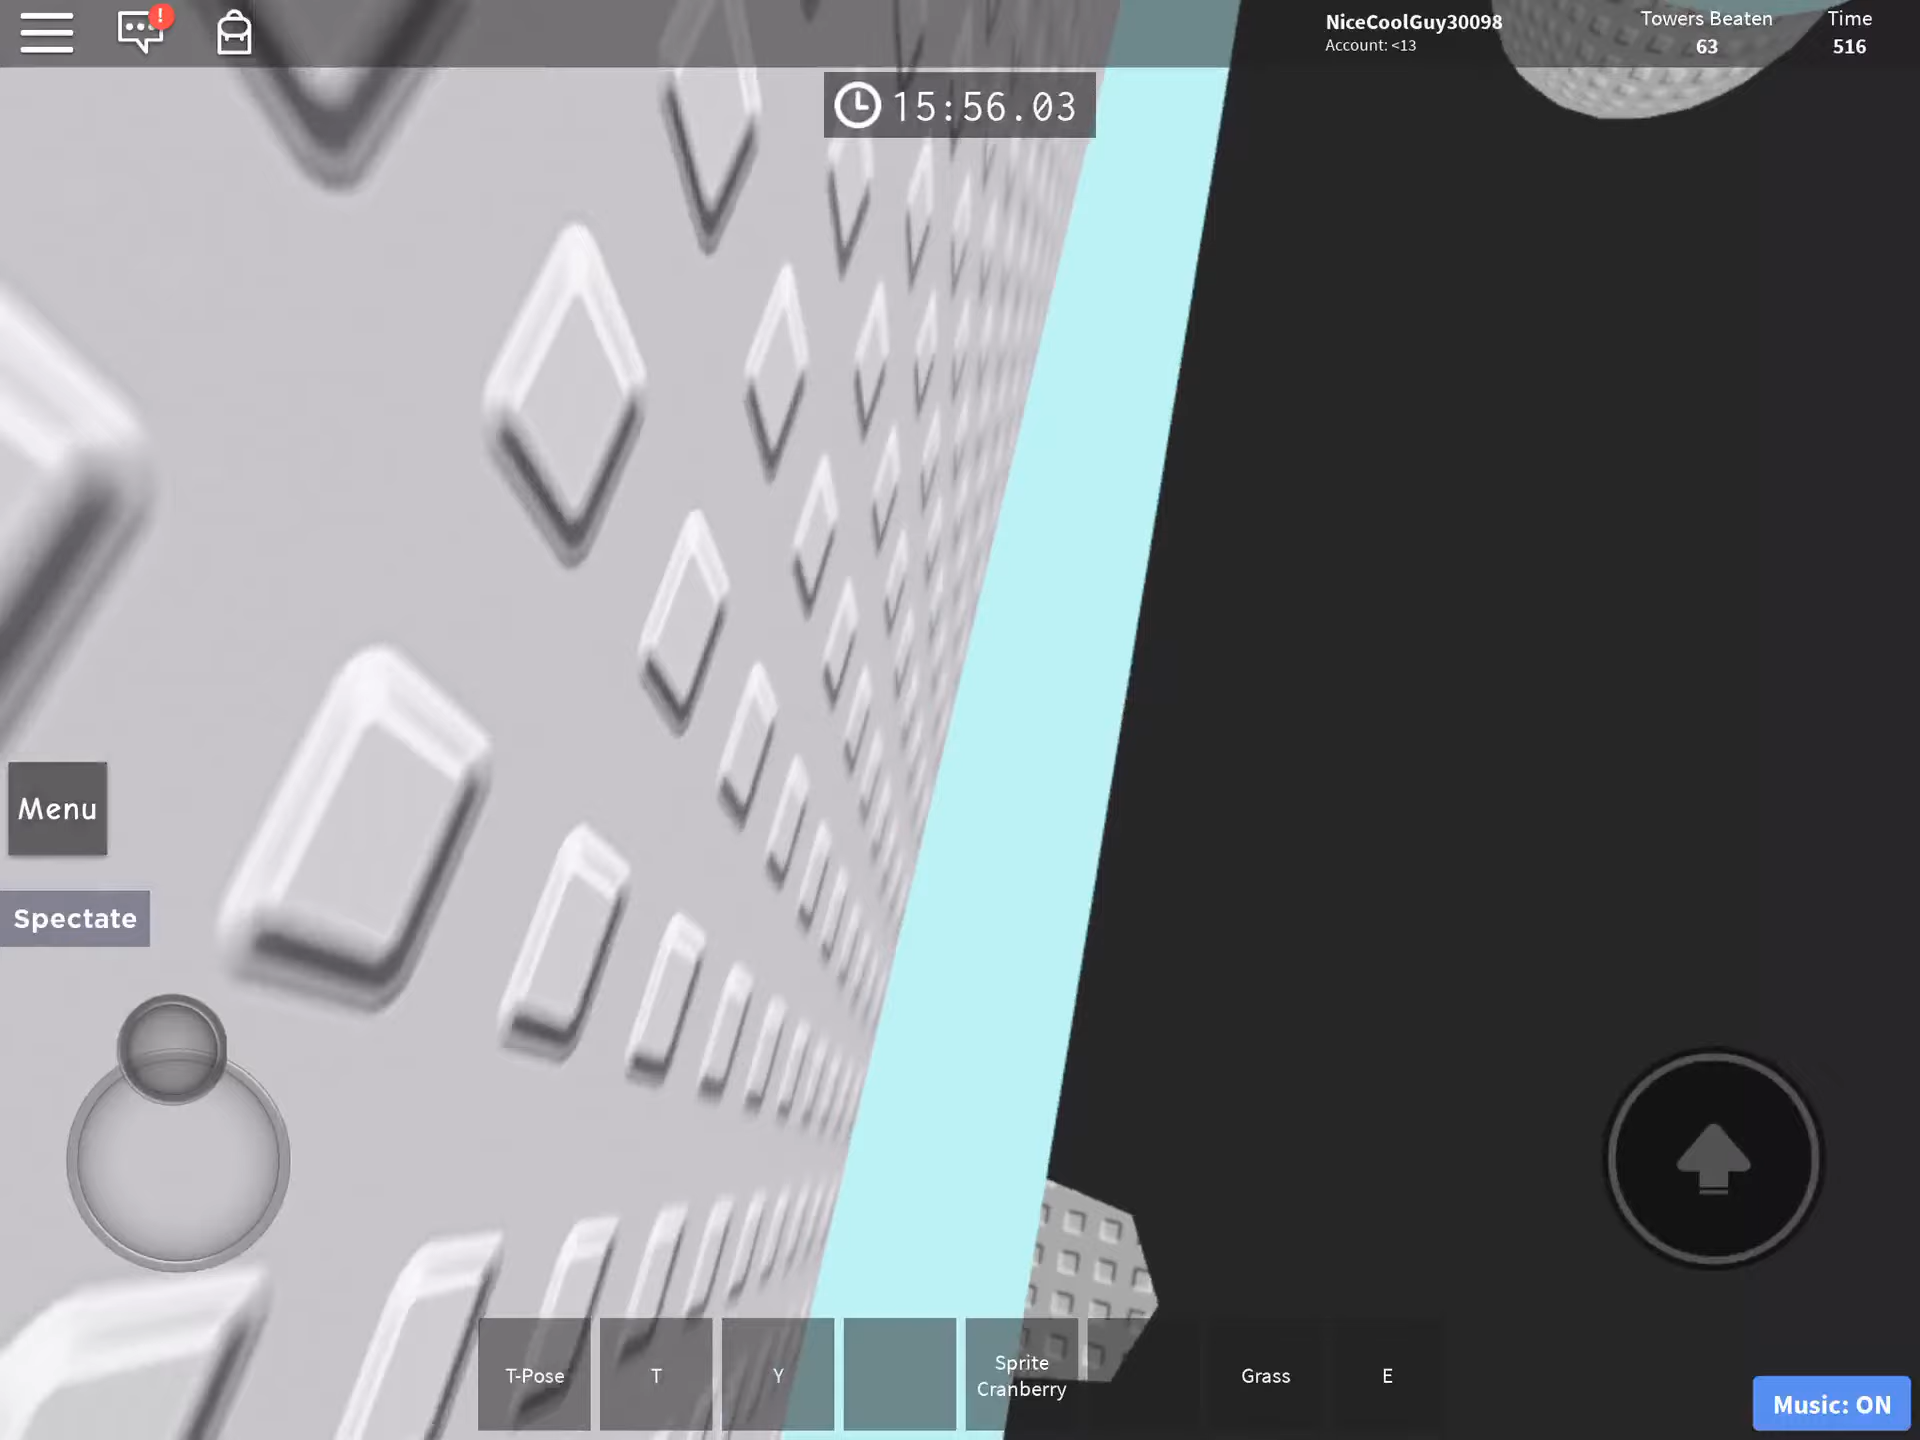 !
NiceCoolGuy30098
Account: <13
Towers Beaten
63
Time
516
15:56.03
Menu
Spectate
T-Pose
T
Y
Sprite
Cranberry
Grass
E
Music: ON